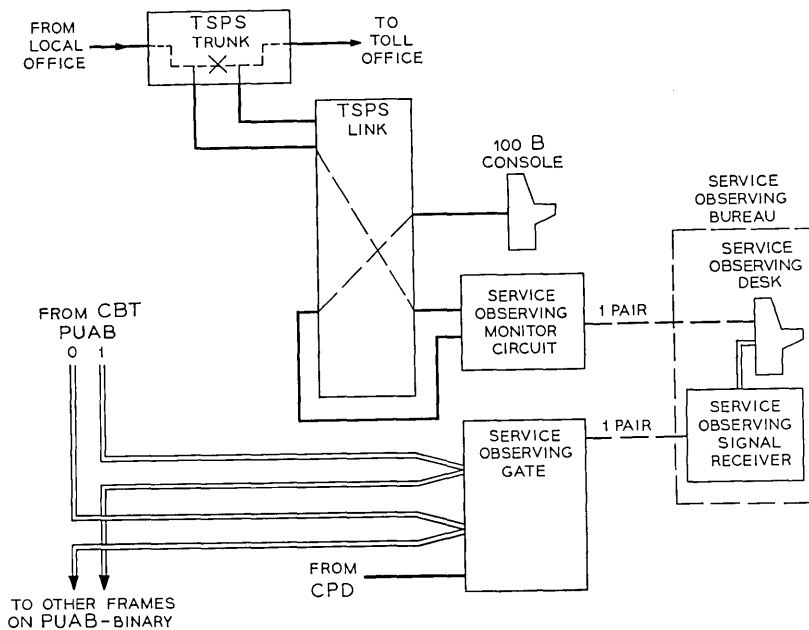 FROM
LOCAL
OFFICE
TSPS
TRUNK
TO
TOLL
OFFICE
TSPS
LINK
100 B
CONSOLE
SERVICE
OBSERVING
BUREAU
SERVICE
OBSERVING
DESK
FROM CBT
PUAB
0 1
SERVICE
OBSERVING
MONITOR
CIRCUIT
1 PAIR
SERVICE
OBSERVING
GATE
1 PAIR
SERVICE
OBSERVING
SIGNAL
RECEIVER
FROM
CPD
TO OTHER FRAMES
ON PUAB-BINARY